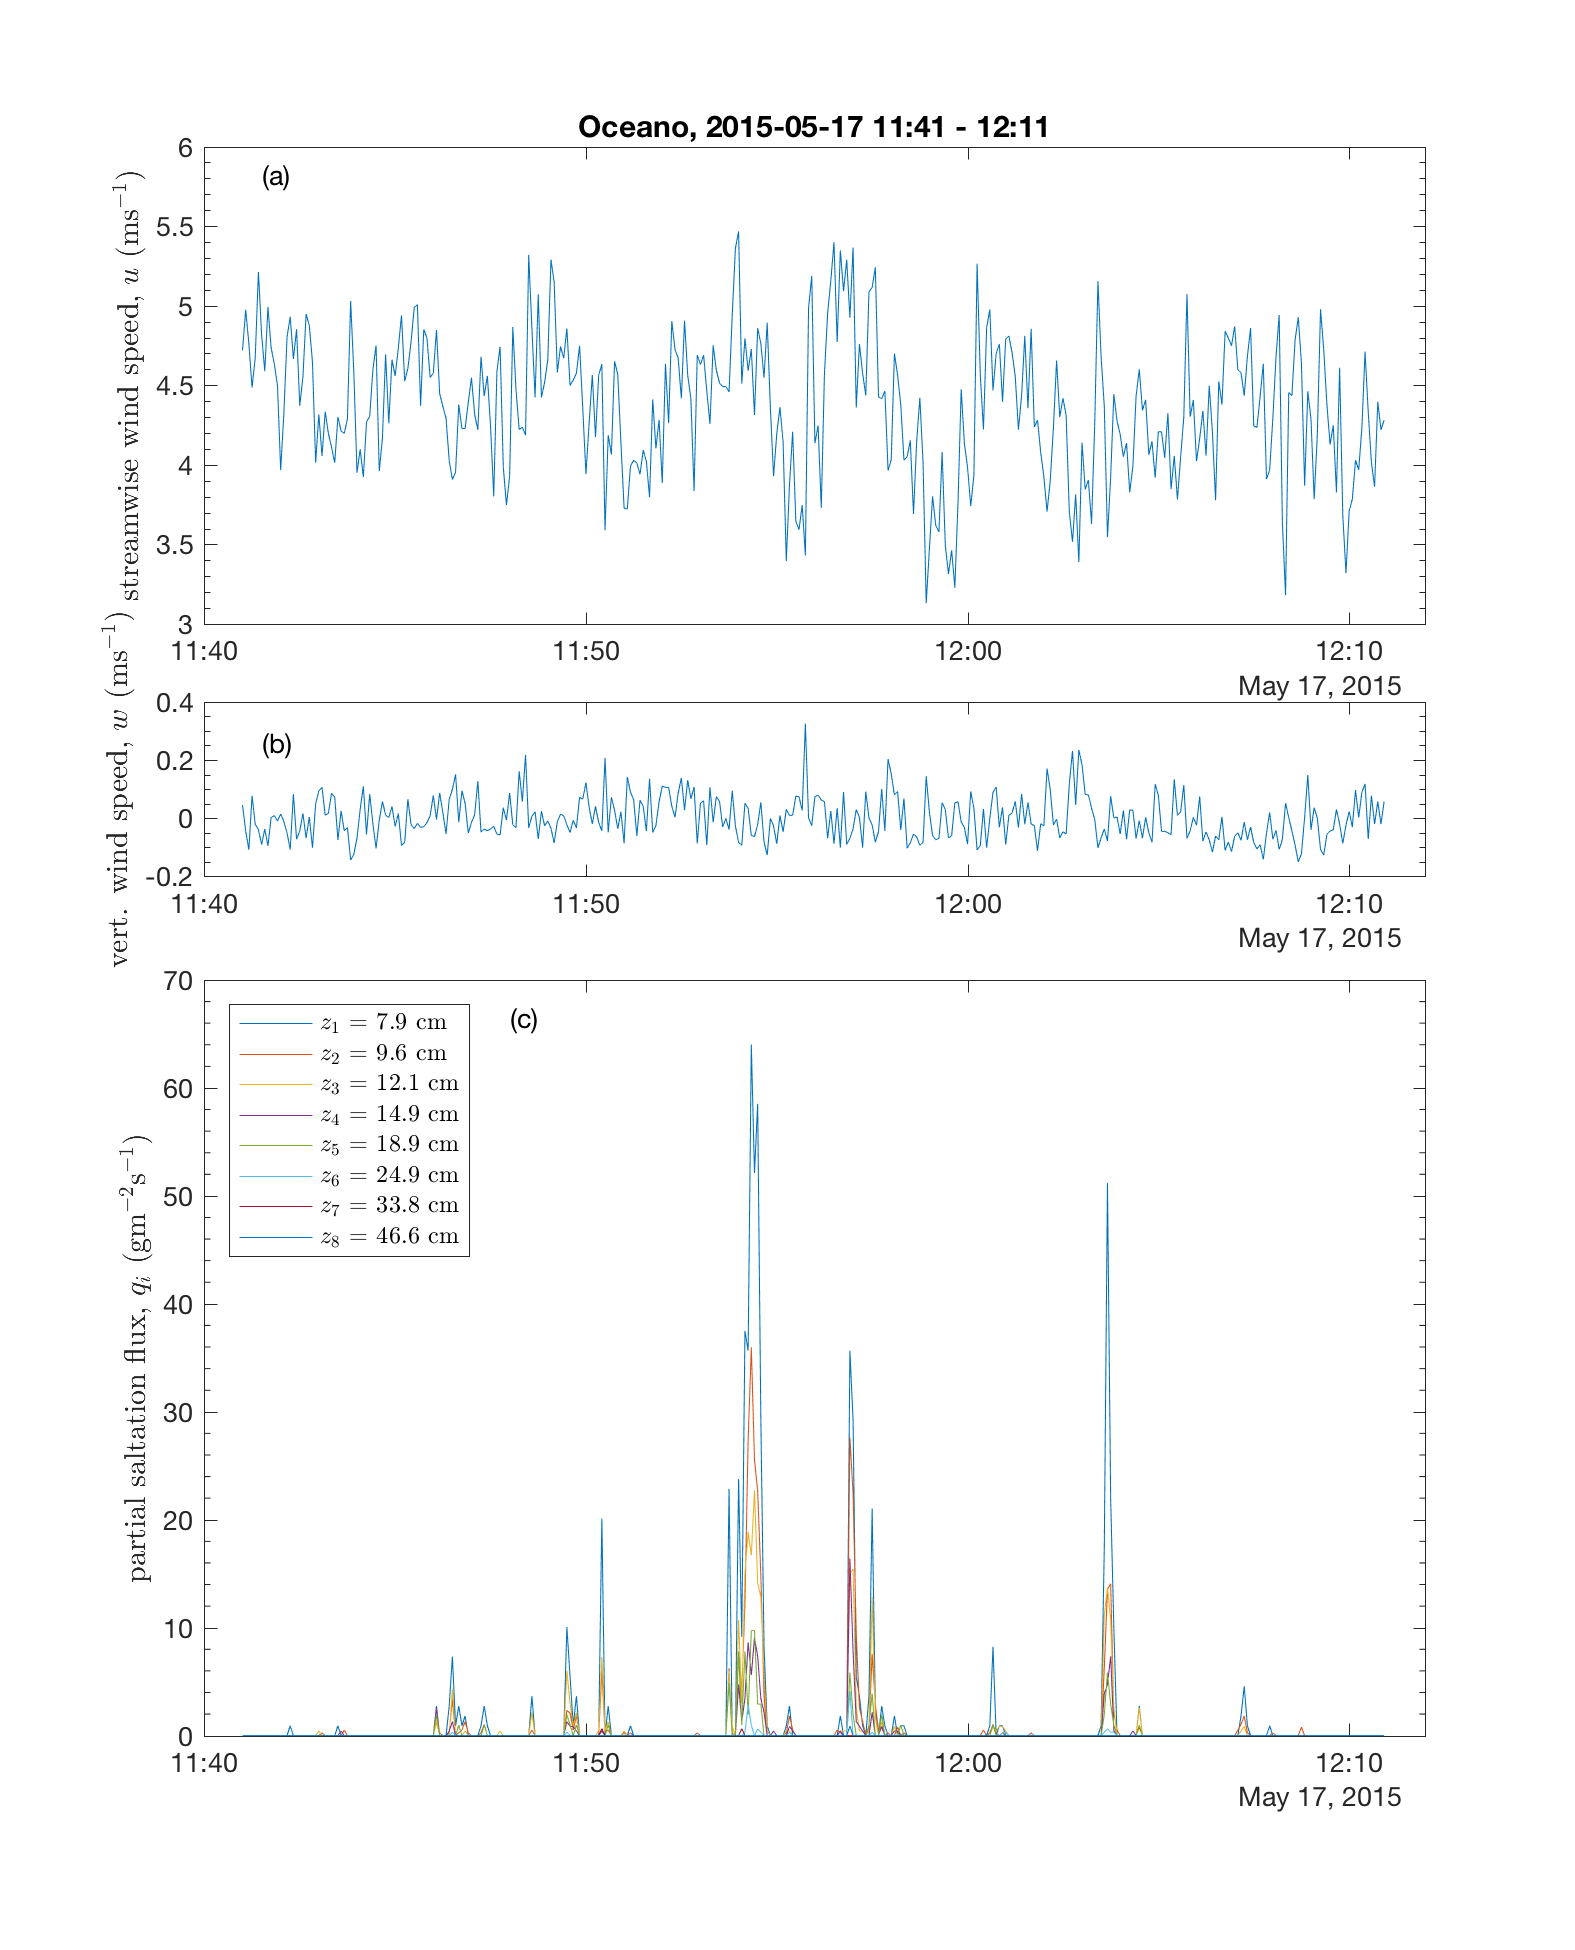 Oceano, 2015-05-17 11:41 - 12:11
(a)
streamwise wind speed, u (ms⁻¹)
6
5.5
5
4.5
4
3.5
3
11:40 11:50 12:00 12:10
May 17, 2015
(b)
vert. wind speed, w (ms⁻¹)
0.4
0.2
0
-0.2
11:40 11:50 12:00 12:10
May 17, 2015
(c)
partial saltation flux, qᵢ (gm⁻²s⁻¹)
70
60
50
40
30
20
10
0
z₁ = 7.9 cm
z₂ = 9.6 cm
z₃ = 12.1 cm
z₄ = 14.9 cm
z₅ = 18.9 cm
z₆ = 24.9 cm
z₇ = 33.8 cm
z₈ = 46.6 cm
11:40 11:50 12:00 12:10
May 17, 2015